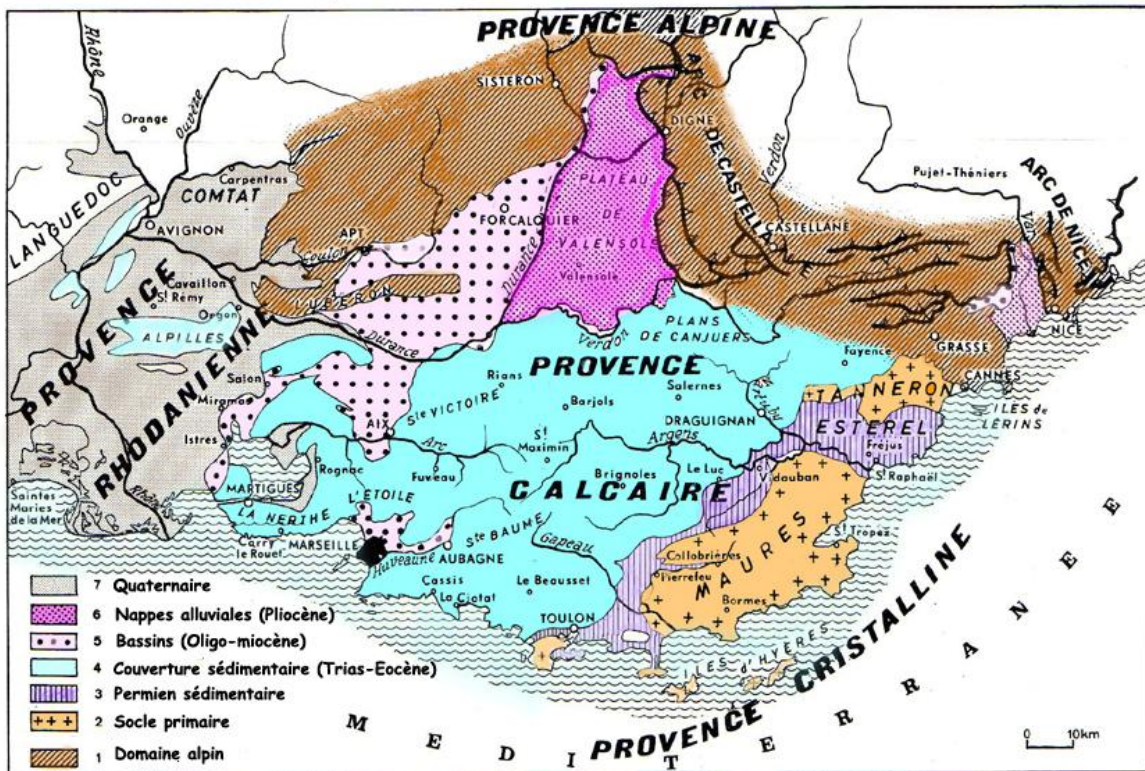 PROVENCE ALPINE
Rhône
Ouvèze
Orange
SISTERON
ARC DE CASTELLANE
DIGNE
Verdon
Pujet-Théniers
ARC DE NICE
LANGUEDOC
COMTAT
Carpentras
AVIGNON
FORCALQUIER
PLATEAU
DE
VALENSOLE
Valensole
CASTELLANE
Var
APT
Coulon
Durance
Cavaillon
St Rémy
Orgon
ALPILLES
LUBERON
Durance
Verdon
PLANS
DE CANJUERS
NICE
GRASSE
CANNES
PROVENCE
RHODANIENNE
PROVENCE
CALCAIRE
Fayence
TANNERON
ILES de
LÉRINS
Salon
Miramas
Istres
Rians
Ste VICTOIRE
Barjols
Salernes
DRAGUIGNAN
ESTEREL
Fréjus
St Raphaël
AIX
Arc
St
Maximin
Argens
Rognac
Fuveau
Brignoles
Le Luc
Vidauban
Saintes
Maries
de la Mer
Rhône
MARTIGUES
LA NERTHE
Carry
le Rouet
L'ETOILE
MARSEILLE
Huveaune
AUBAGNE
Ste BAUME
Gapeau
Collobrières
Pierrefeu
MAURES
St Tropez
Bormes
Cassis
La Ciotat
Le Beausset
TOULON
ILES d'HYÈRES
PROVENCE CRISTALLINE
MEDITERRANEE
7 Quaternaire
6 Nappes alluviales (Pliocène)
5 Bassins (Oligo-miocène)
4 Couverture sédimentaire (Trias-Eocène)
3 Permien sédimentaire
2 Socle primaire
1 Domaine alpin
0 10km